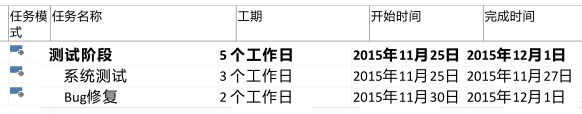 任务模式 任务名称 工期 开始时间 完成时间
测试阶段 5 个工作日 2015年11月25日 2015年12月1日
系统测试 3 个工作日 2015年11月25日 2015年11月27日
Bug修复 2 个工作日 2015年11月30日 2015年12月1日